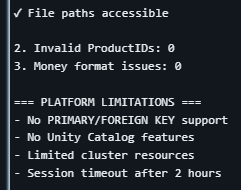 ✓ File paths accessible
2. Invalid ProductIDs: 0
3. Money format issues: 0
=== PLATFORM LIMITATIONS ===
- No PRIMARY/FOREIGN KEY support
- No Unity Catalog features
- Limited cluster resources
- Session timeout after 2 hours